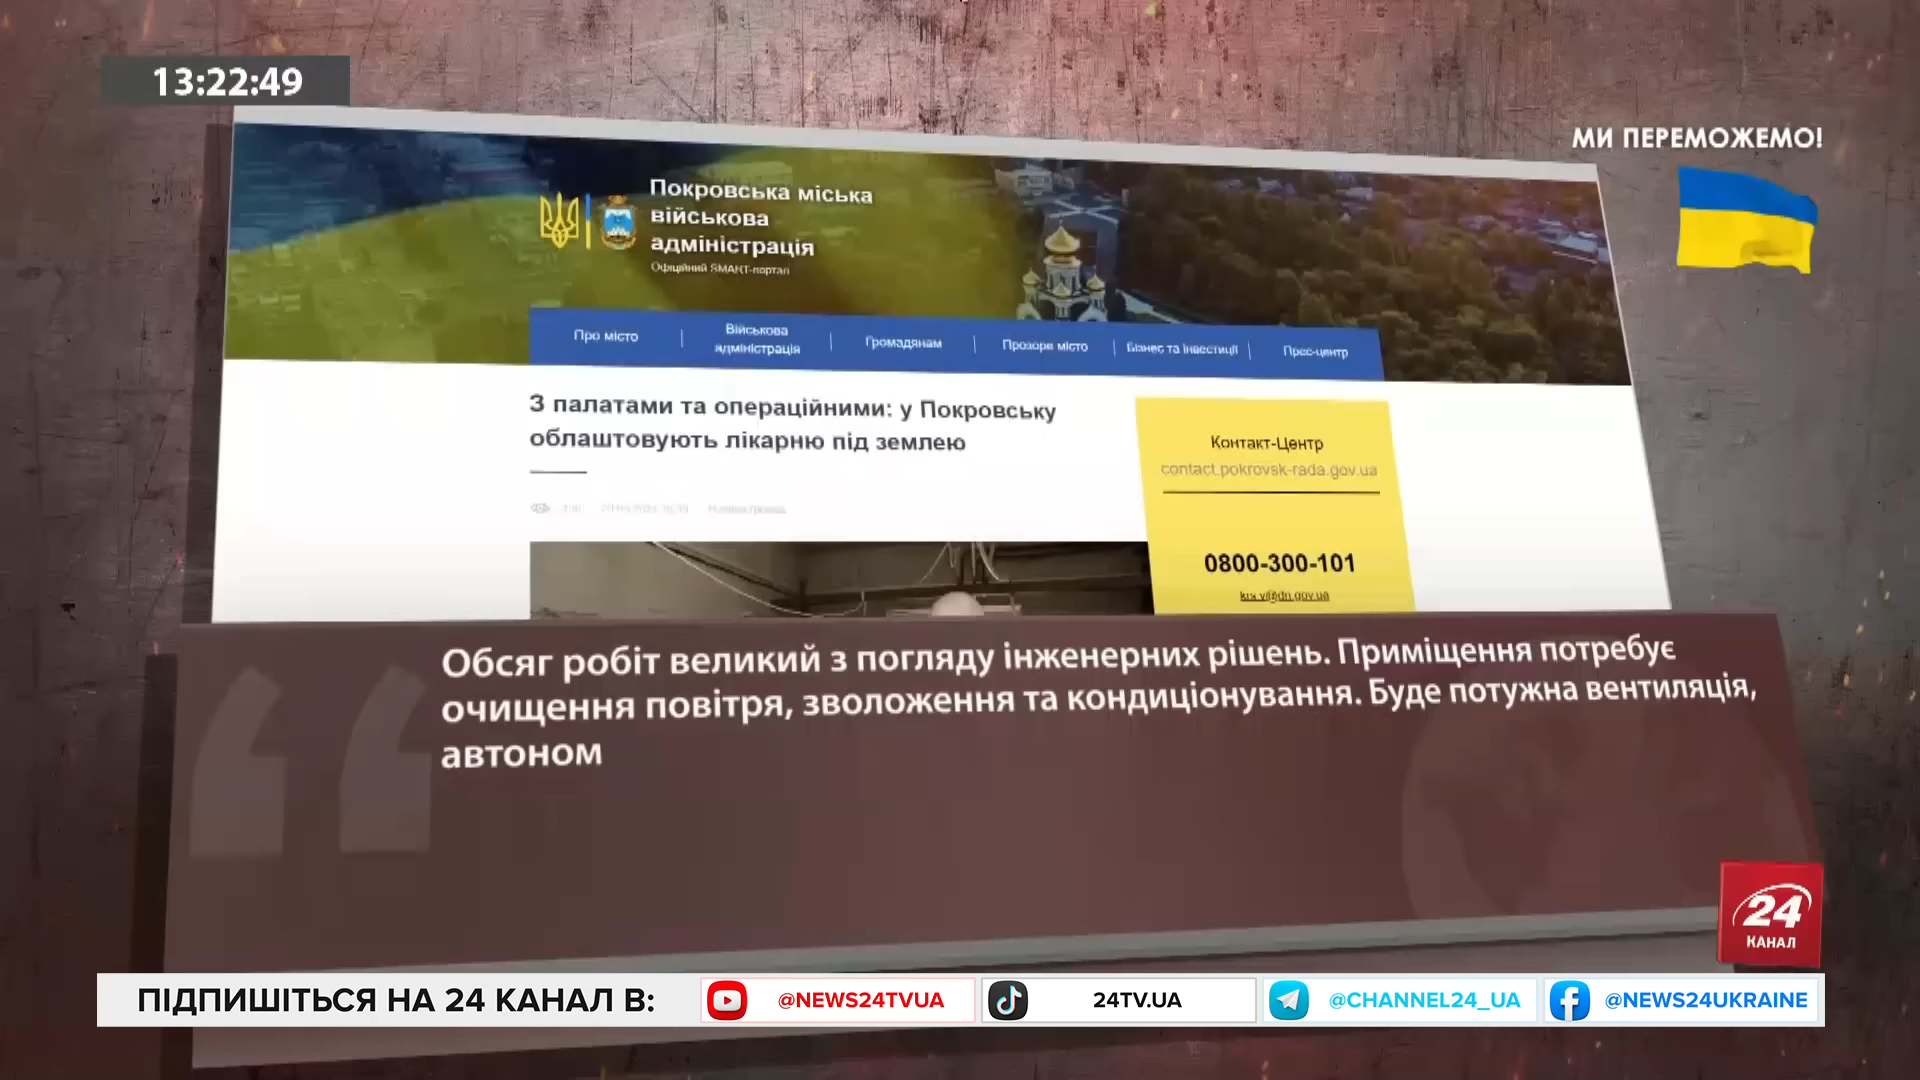 13:22:49
МИ ПЕРЕМОЖЕМО!
Покровська міська
військова
адміністрація
Офіційний SMART-портал
Про місто
Військова
адміністрація
Громадянам
Прозоре місто
Бізнес та інвестиції
Прес-центр
З палатами та операційними: у Покровську
облаштовують лікарню під землею
Контакт-Центр
contact.pokrovsk-rada.gov.ua
0800-300-101
Обсяг робіт великий з погляду інженерних рішень. Приміщення потребує
очищення повітря, зволоження та кондиціонування. Буде потужна вентиляція,
автоном
24
КАНАЛ
ПІДПИШІТЬСЯ НА 24 КАНАЛ В:
@NEWS24TVUA
24TV.UA
@CHANNEL24_UA
@NEWS24UKRAINE